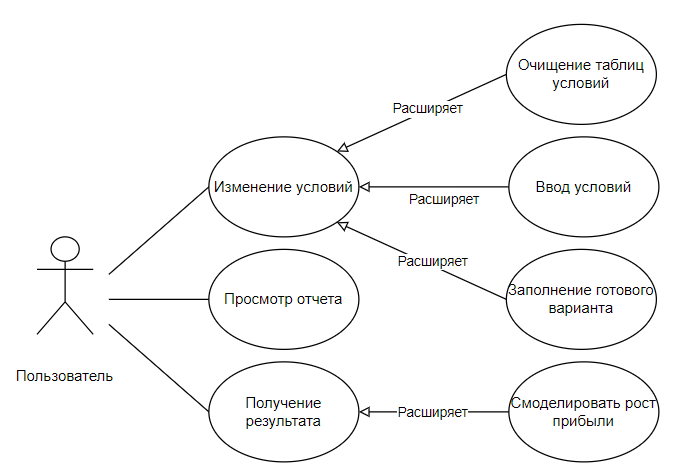 Очищение таблиц
условий
Расширяет
Изменение условий
Расширяет
Ввод условий
Расширяет
Заполнение готового
варианта
Просмотр отчета
Пользователь
Получение
результата
Расширяет
Смоделировать рост
прибыли